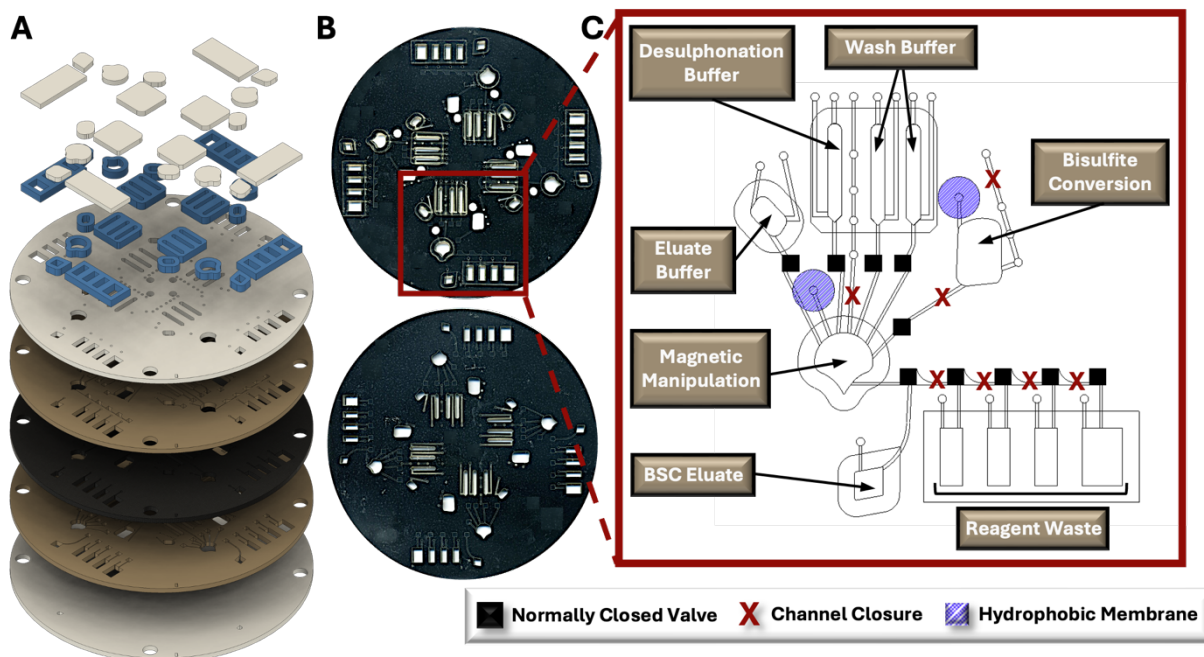 A
B
C
Desulphonation
Buffer
Wash Buffer
Bisulfite
Conversion
Eluate
Buffer
Magnetic
Manipulation
BSC Eluate
Reagent Waste
Normally Closed Valve
X Channel Closure
Hydrophobic Membrane